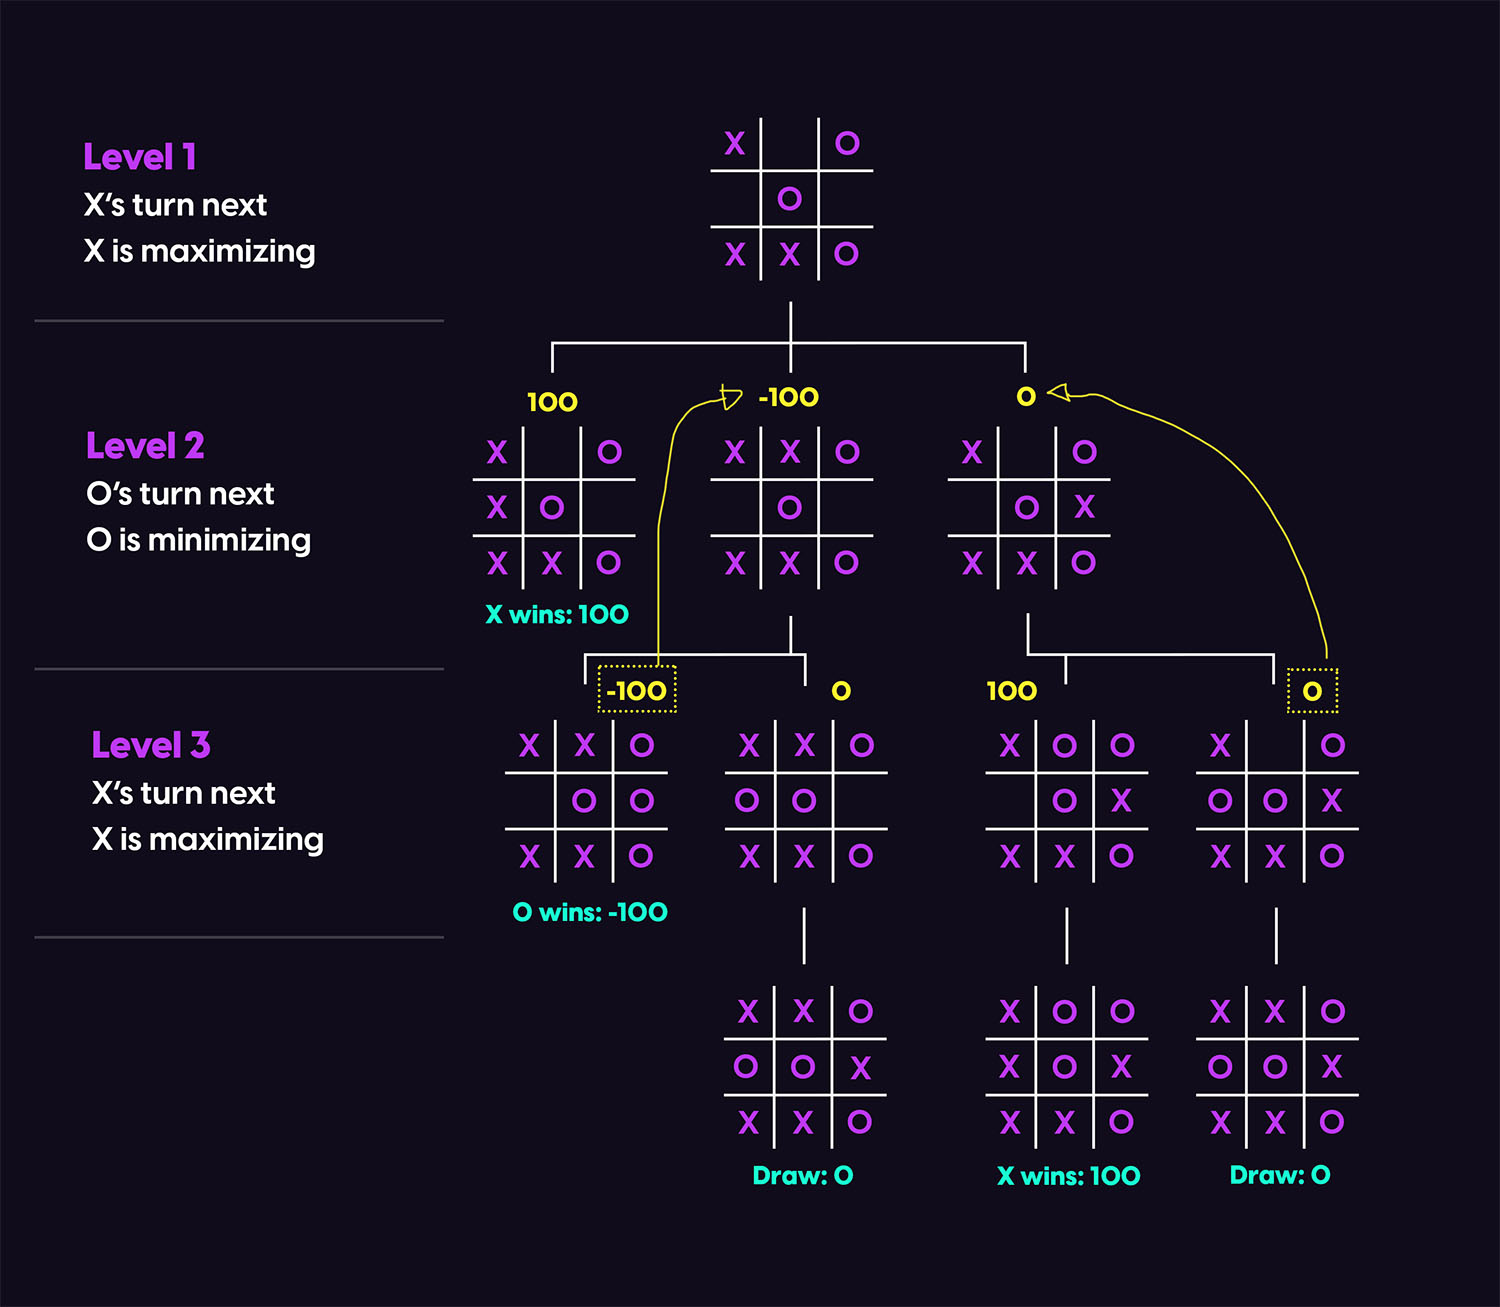 Level 1
X's turn next
X is maximizing
X O
O
X X O
100 -100 0
Level 2
O's turn next
O is minimizing
X O X X O X O
X O O O X
X X O X X O X X O
X wins: 100
-100 0 100 0
Level 3
X's turn next
X is maximizing
X X O X X O X O O X O
O O O O O X O O X
X X O X X O X X O X X O
O wins: -100
X X O X O O X X O
O O X X O X O O X
X X O X X O X X O
Draw: 0 X wins: 100 Draw: 0